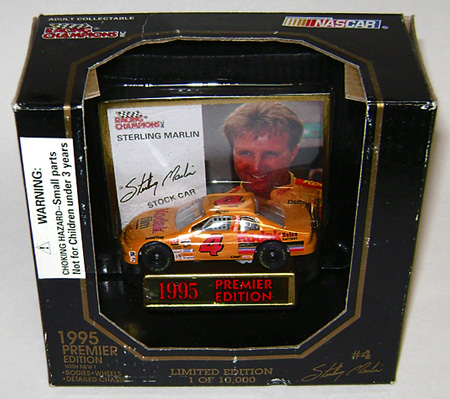 ADULT COLLECTABLE
RACING CHAMPIONS
NASCAR
RACING CHAMPIONS
STERLING MARLIN
Sterling Marlin
STOCK CAR
4
1995 PREMIER EDITION
WARNING:
CHOKING HAZARD-Small parts
Not for Children under 3 years
1995
PREMIER
EDITION
WITH NEW!
•BODIES•WHEELS
•DETAILED CHASSIS
LIMITED EDITION
1 OF 10,000
#4
Sterling Marlin